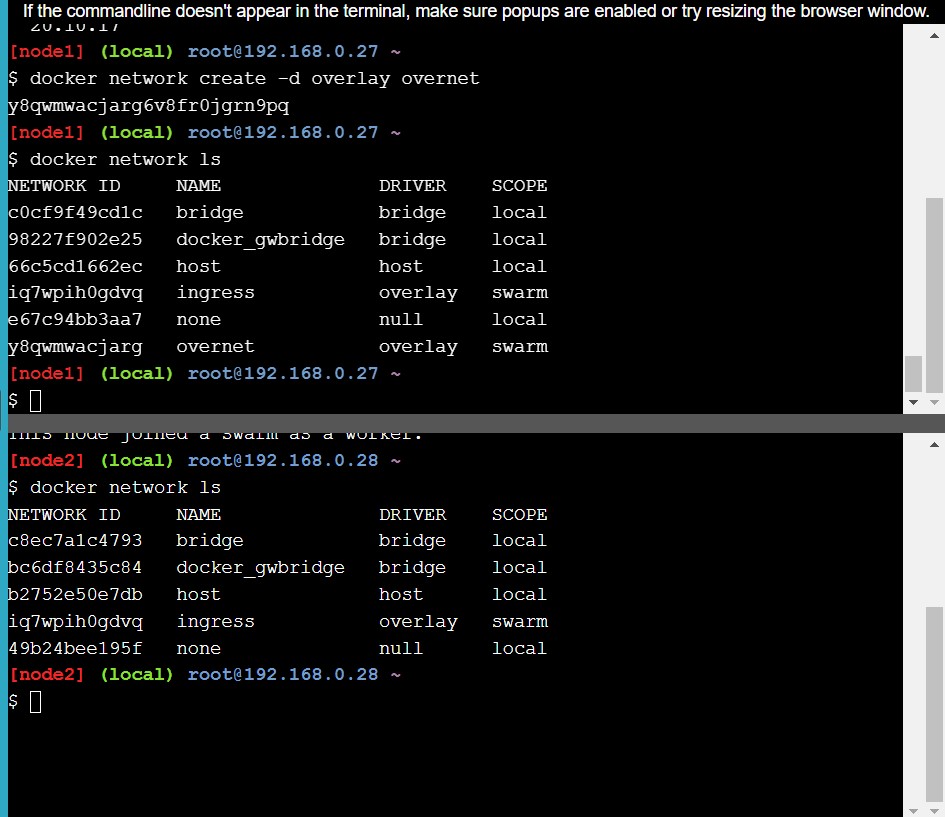 If the commandline doesn't appear in the terminal, make sure popups are enabled or try resizing the browser window.
20.10.17
[node1] (local) root@192.168.0.27 ~
$ docker network create -d overlay overnet
y8qwmwacjarg6v8fr0jgrn9pq
[node1] (local) root@192.168.0.27 ~
$ docker network ls
NETWORK ID     NAME              DRIVER    SCOPE
c0cf9f49cd1c   bridge            bridge    local
98227f902e25   docker_gwbridge   bridge    local
66c5cd1662ec   host              host      local
iq7wpih0gdvq   ingress           overlay   swarm
e67c94bb3aa7   none              null      local
y8qwmwacjarg   overnet           overlay   swarm
[node1] (local) root@192.168.0.27 ~
$
This node joined a swarm as a worker.
[node2] (local) root@192.168.0.28 ~
$ docker network ls
NETWORK ID     NAME              DRIVER    SCOPE
c8ec7a1c4793   bridge            bridge    local
bc6df8435c84   docker_gwbridge   bridge    local
b2752e50e7db   host              host      local
iq7wpih0gdvq   ingress           overlay   swarm
49b24bee195f   none              null      local
[node2] (local) root@192.168.0.28 ~
$